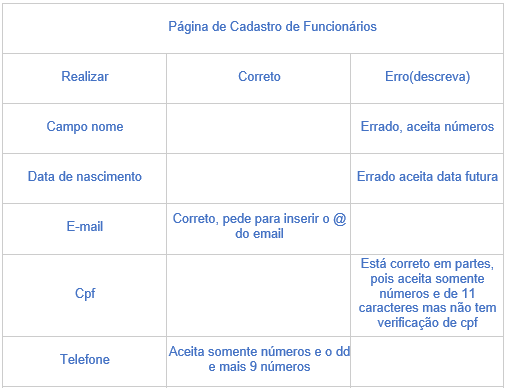 Página de Cadastro de Funcionários
Realizar Correto Erro(descreva)
Campo nome Errado, aceita números
Data de nascimento Errado aceita data futura
E-mail
Correto, pede para inserir o @
do email
Cpf
Está correto em partes,
pois aceita somente
números e de 11
caracteres mas não tem
verificação de cpf
Telefone
Aceita somente números e o dd
e mais 9 números